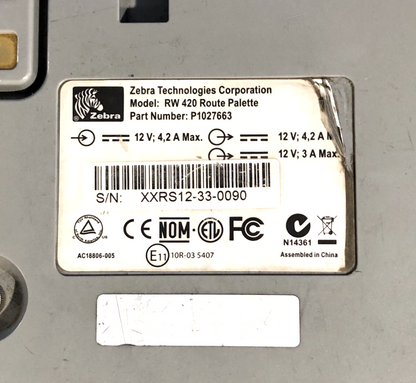 Zebra Technologies Corporation
Model: RW 420 Route Palette
Part Number: P1027663
Zebra
12 V; 4,2 A Max. 12 V; 4,2 A
12 V; 3 A Max.
S/N: XXRS12-33-0090
CE NOM ETL FC
N14361
AC18806-005 E11 10R-03 5407 Assembled in China